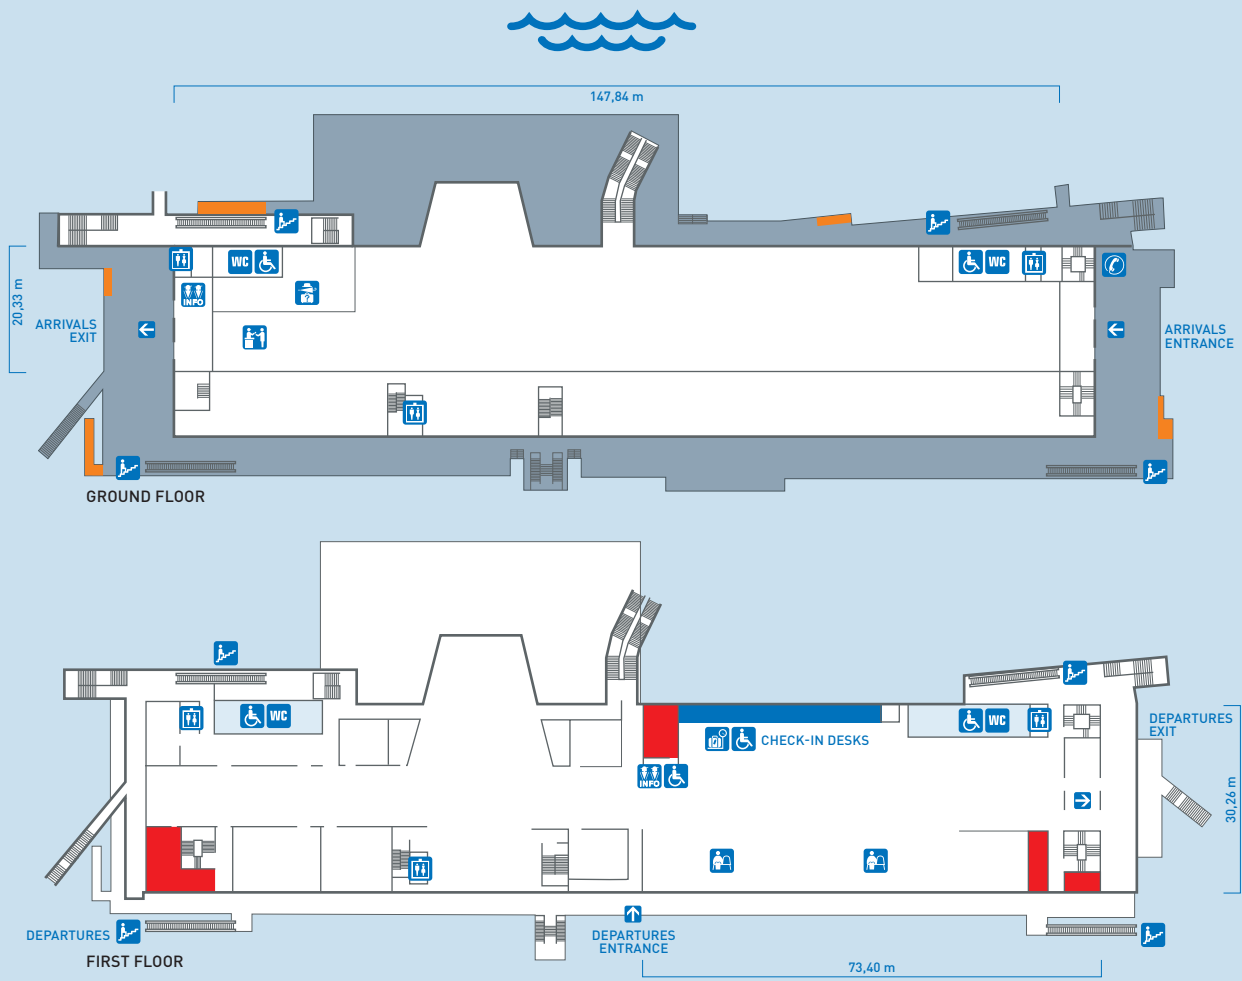 147,84 m
WC
WC
20,33 m
INFO
?
ARRIVALS
EXIT
ARRIVALS
ENTRANCE
GROUND FLOOR
WC
WC
DEPARTURES
EXIT
CHECK-IN DESKS
INFO
30,26 m
DEPARTURES
DEPARTURES
ENTRANCE
FIRST FLOOR
73,40 m